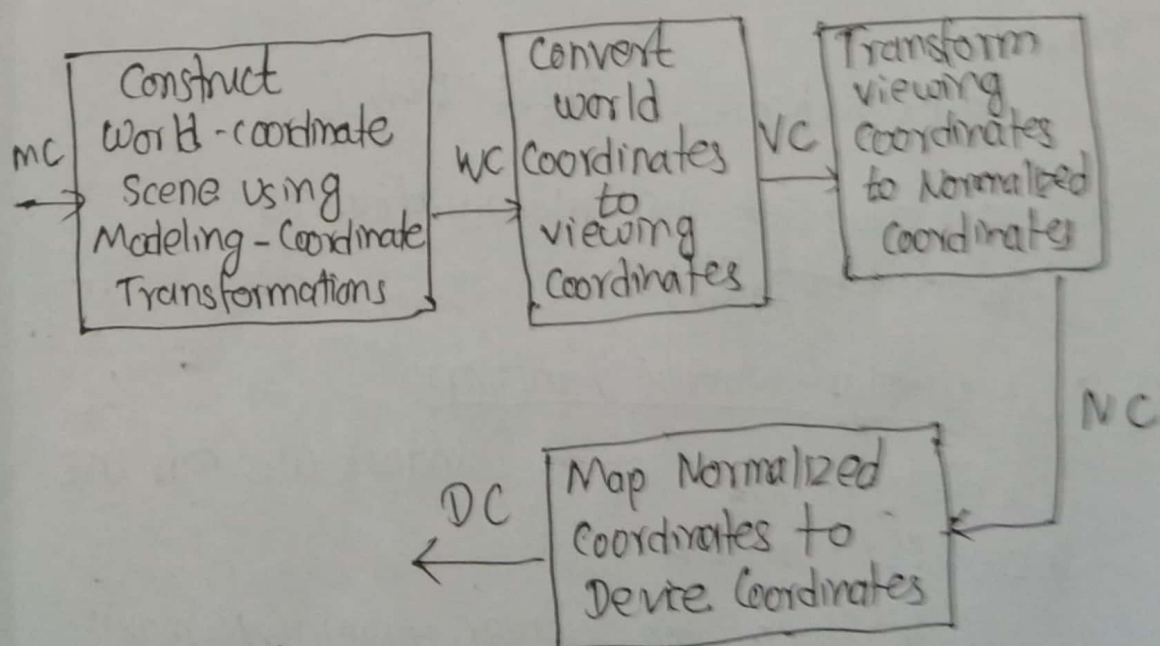 MC
Construct
World-coordinate
Scene using
Modeling-Coordinate
Transformations
WC
Convert
world
Coordinates
to
viewing
Coordinates
VC
Transform
viewing
Coordinates
to Normalized
Coordinates
NC
Map Normalized
Coordinates to
Device Coordinates
DC